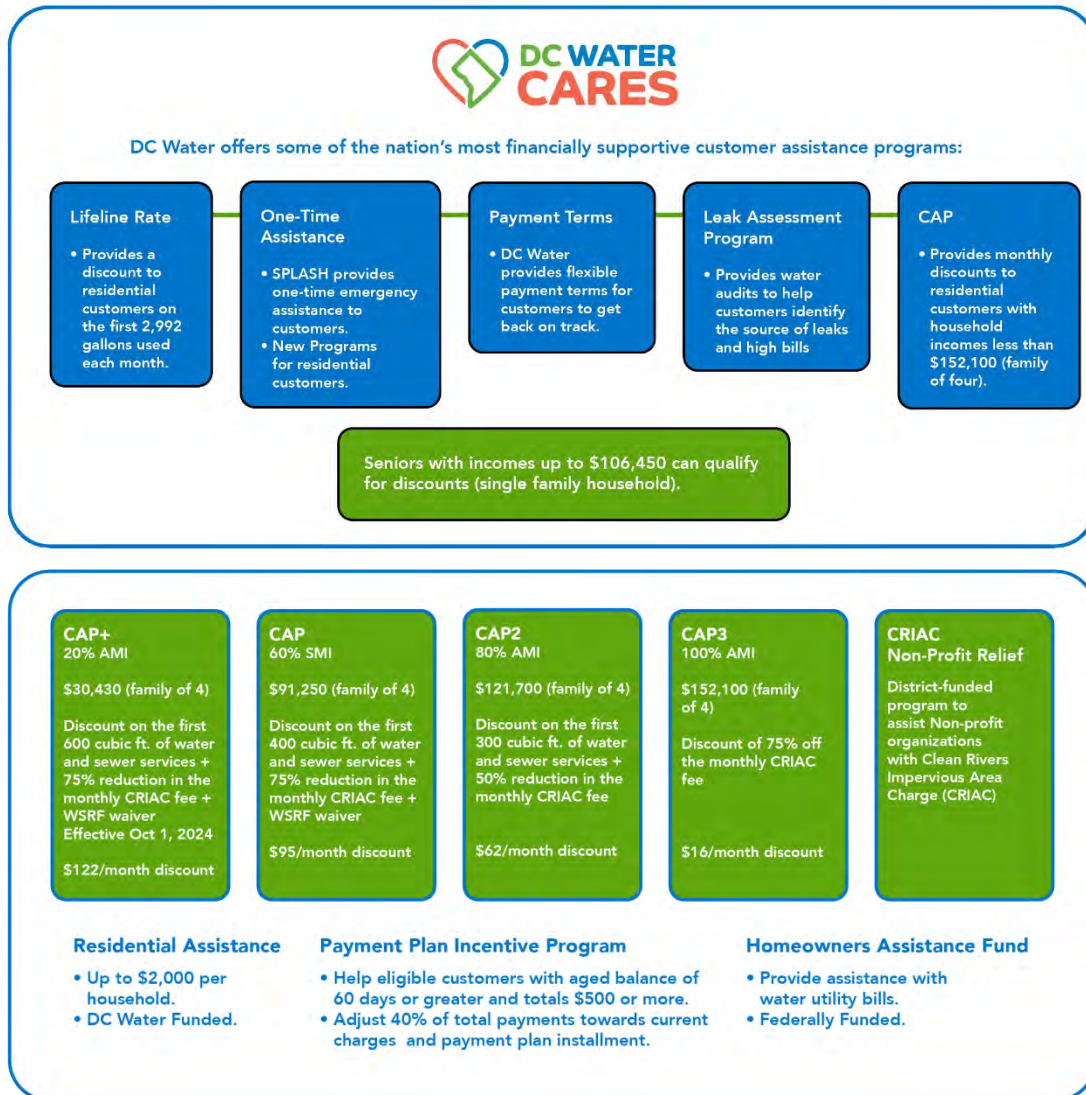 DC WATER
CARES
DC Water offers some of the nation's most financially supportive customer assistance programs:
Lifeline Rate
• Provides a
discount to
residential
customers on
the first 2,992
gallons used
each month.
One-Time
Assistance
• SPLASH provides
one-time emergency
assistance to
customers.
• New Programs
for residential
customers.
Payment Terms
• DC Water
provides flexible
payment terms for
customers to get
back on track.
Leak Assessment
Program
• Provides water
audits to help
customers identify
the source of leaks
and high bills
CAP
• Provides monthly
discounts to
residential
customers with
household
incomes less than
$152,100 (family
of four).
Seniors with incomes up to $106,450 can qualify
for discounts (single family household).
CAP+
20% AMI
$30,430 (family of 4)
Discount on the first
600 cubic ft. of water
and sewer services +
75% reduction in the
monthly CRIAC fee +
WSRF waiver
Effective Oct 1, 2024
$122/month discount
CAP
60% SMI
$91,250 (family of 4)
Discount on the first
400 cubic ft. of water
and sewer services +
75% reduction in the
monthly CRIAC fee +
WSRF waiver
$95/month discount
CAP2
80% AMI
$121,700 (family of 4)
Discount on the first
300 cubic ft. of water
and sewer services +
50% reduction in the
monthly CRIAC fee
$62/month discount
CAP3
100% AMI
$152,100 (family
of 4)
Discount of 75% off
the monthly CRIAC
fee
$16/month discount
CRIAC
Non-Profit Relief
District-funded
program to
assist Non-profit
organizations
with Clean Rivers
Impervious Area
Charge (CRIAC)
Residential Assistance
• Up to $2,000 per
household.
• DC Water Funded.
Payment Plan Incentive Program
• Help eligible customers with aged balance of
60 days or greater and totals $500 or more.
• Adjust 40% of total payments towards current
charges and payment plan installment.
Homeowners Assistance Fund
• Provide assistance with
water utility bills.
• Federally Funded.